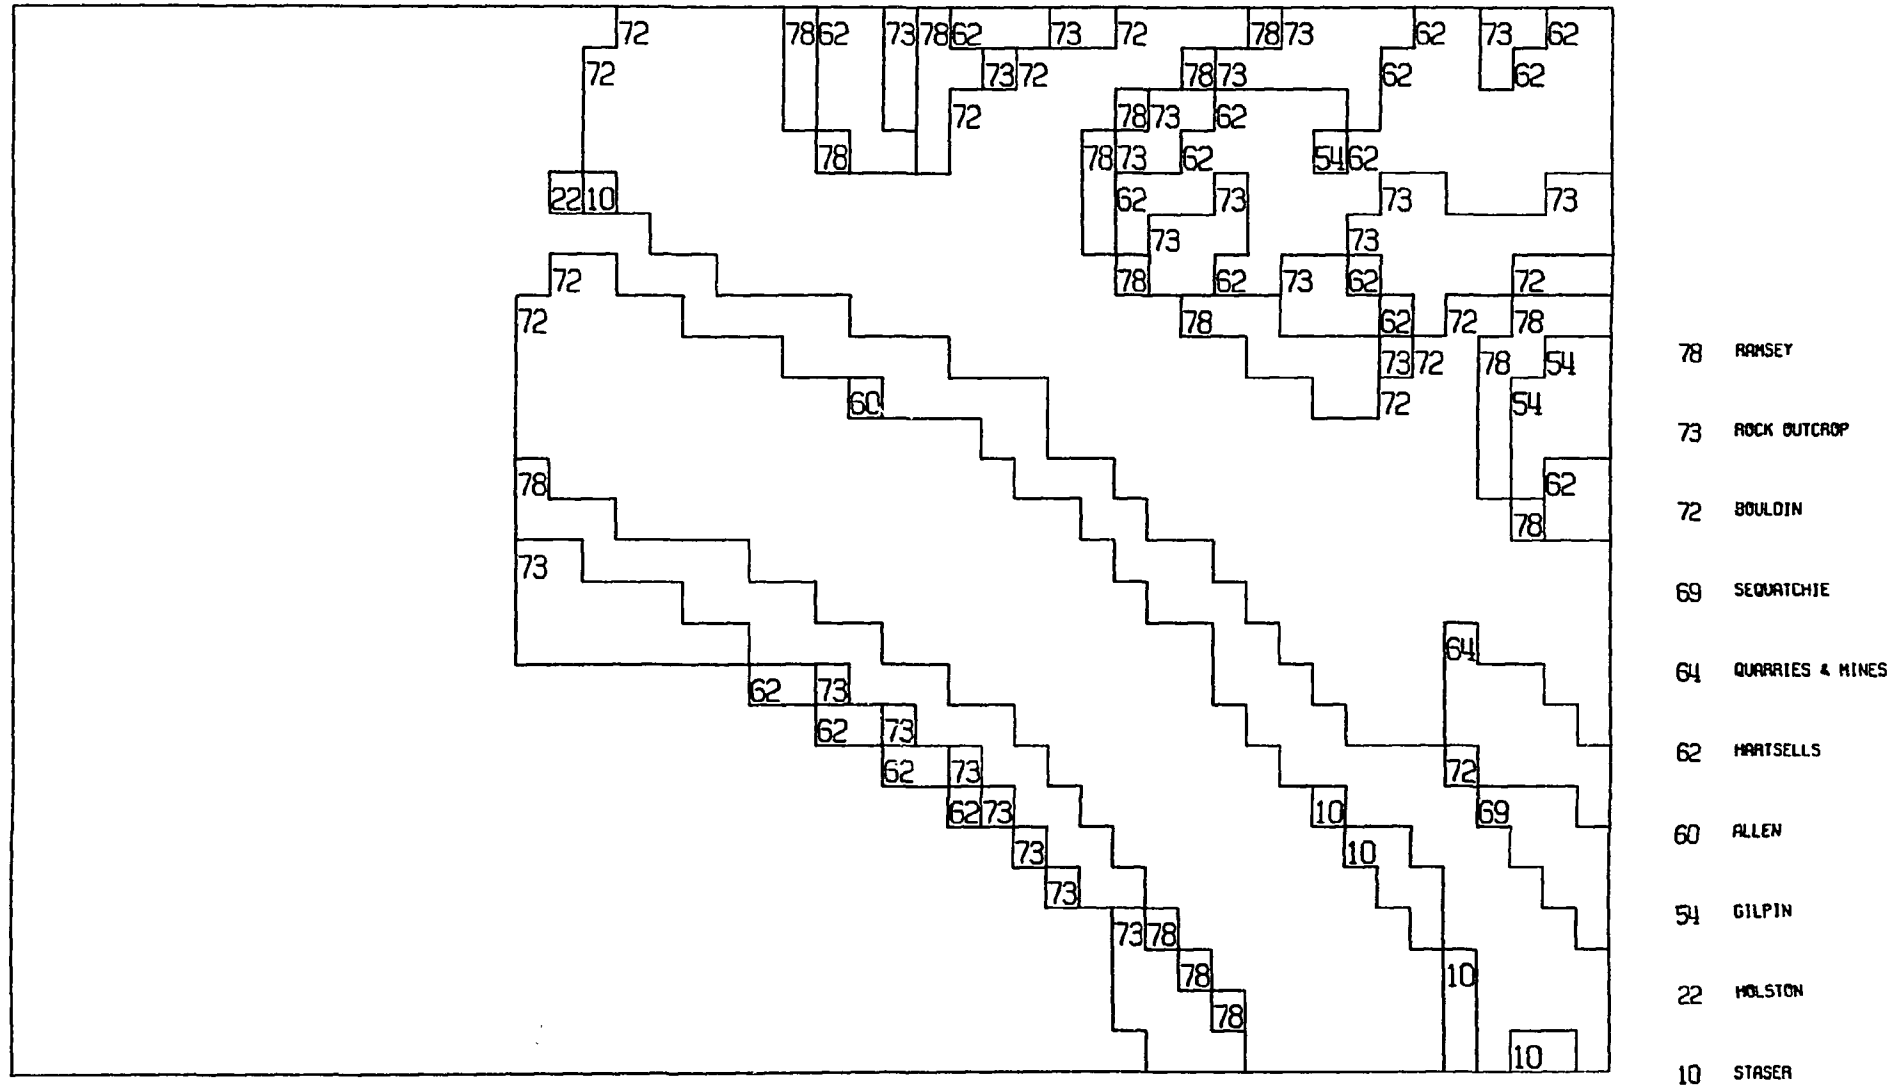 72 78 62 73 78 62 73 72 78 73 62 73 62
72 73 72 78 73 62 62
72 78 73 62
78 78 73 62 54 62
22 10 62 73 73 73
73 73
72 78 62 73 62 72
72 78 62 72 78
78 RAMSEY
73 72 78 54
60 72 54
73 ROCK OUTCROP
78 62
72 BOULDIN
78
73
69 SEQUATCHIE
64
64 QUARRIES & MINES
62 73
62 73
62 HARTSELLS
62 73 72
62 73 10 69
60 ALLEN
73 10
73
54 GILPIN
73 78
78 10
22 HOLSTON
78
10
10 STASER